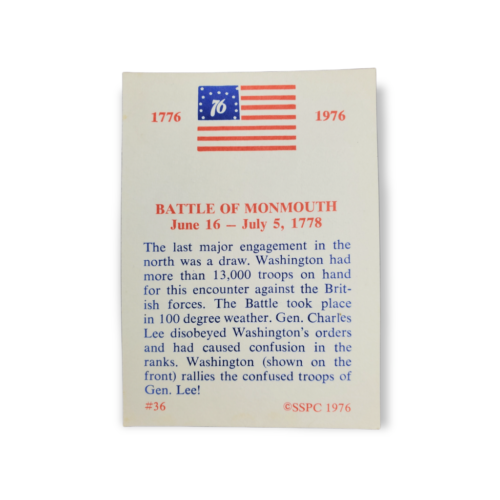 76
1776 1976
BATTLE OF MONMOUTH
June 16 – July 5, 1778
The last major engagement in the
north was a draw. Washington had
more than 13,000 troops on hand
for this encounter against the Brit-
ish forces. The Battle took place
in 100 degree weather. Gen. Charles
Lee disobeyed Washington's orders
and had caused confusion in the
ranks. Washington (shown on the
front) rallies the confused troops of
Gen. Lee!
#36 ©SSPC 1976